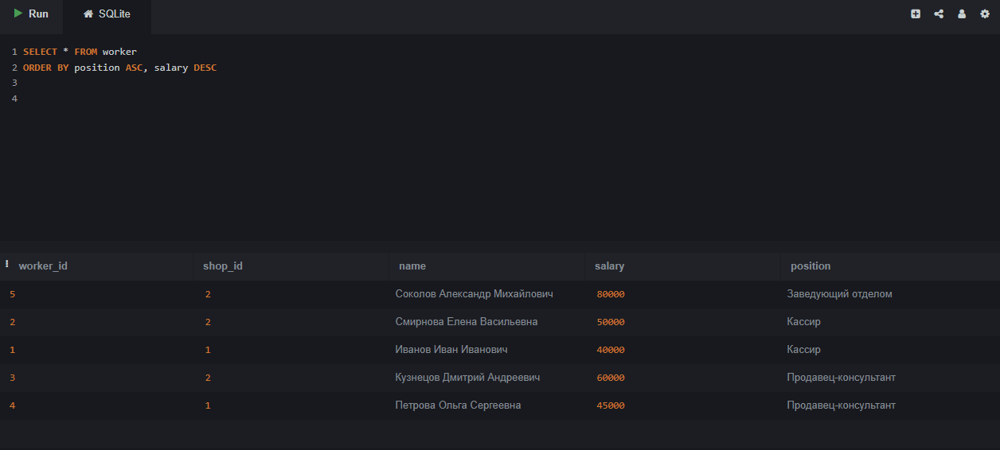 Run SQLite
1 SELECT * FROM worker
2 ORDER BY position ASC, salary DESC
3
4
worker_id shop_id name salary position
5 2 Соколов Александр Михайлович 80000 Заведующий отделом
2 2 Смирнова Елена Васильевна 50000 Кассир
1 1 Иванов Иван Иванович 40000 Кассир
3 2 Кузнецов Дмитрий Андреевич 60000 Продавец-консультант
4 1 Петрова Ольга Сергеевна 45000 Продавец-консультант